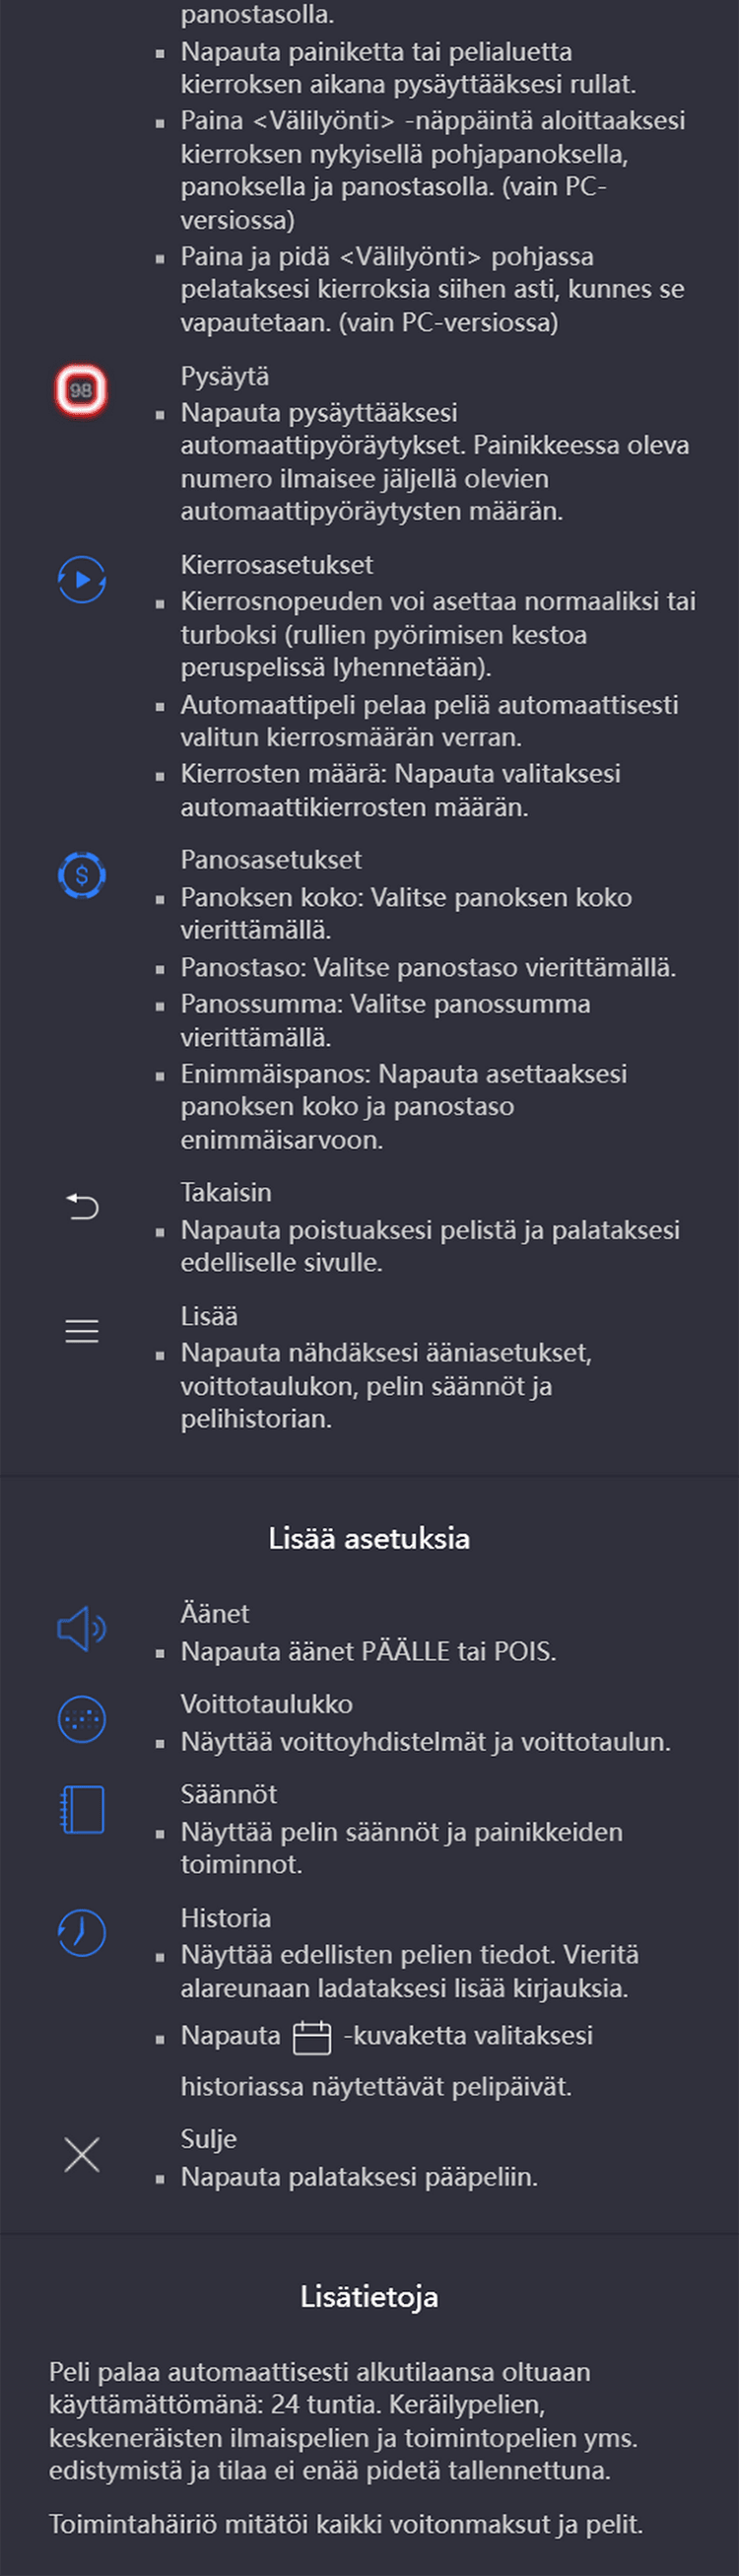 panostasolla.
▪ Napauta painiketta tai pelialuetta
kierroksen aikana pysäyttääksesi rullat.
▪ Paina <Välilyönti> -näppäintä aloittaaksesi
kierroksen nykyisellä pohjapanoksella,
panoksella ja panostasolla. (vain PC-
versiossa)
▪ Paina ja pidä <Välilyönti> pohjassa
pelataksesi kierroksia siihen asti, kunnes se
vapautetaan. (vain PC-versiossa)
98
Pysäytä
▪ Napauta pysäyttääksesi
automaattipyöräytykset. Painikkeessa oleva
numero ilmaisee jäljellä olevien
automaattipyöräytysten määrän.
Kierrosasetukset
▪ Kierrosnopeuden voi asettaa normaaliksi tai
turboksi (rullien pyörimisen kestoa
peruspelissä lyhennetään).
▪ Automaattipeli pelaa peliä automaattisesti
valitun kierrosmäärän verran.
▪ Kierrosten määrä: Napauta valitaksesi
automaattikierrosten määrän.
$
Panosasetukset
▪ Panoksen koko: Valitse panoksen koko
vierittämällä.
▪ Panostaso: Valitse panostaso vierittämällä.
▪ Panossumma: Valitse panossumma
vierittämällä.
▪ Enimmäispanos: Napauta asettaaksesi
panoksen koko ja panostaso
enimmäisarvoon.
Takaisin
▪ Napauta poistuaksesi pelistä ja palataksesi
edelliselle sivulle.
Lisää
▪ Napauta nähdäksesi ääniasetukset,
voittotaulukon, pelin säännöt ja
pelihistorian.
Lisää asetuksia
Äänet
▪ Napauta äänet PÄÄLLE tai POIS.
Voittotaulukko
▪ Näyttää voittoyhdistelmät ja voittotaulun.
Säännöt
▪ Näyttää pelin säännöt ja painikkeiden
toiminnot.
Historia
▪ Näyttää edellisten pelien tiedot. Vieritä
alareunaan ladataksesi lisää kirjauksia.
▪ Napauta -kuvaketta valitaksesi
historiassa näytettävät pelipäivät.
Sulje
▪ Napauta palataksesi pääpeliin.
Lisätietoja
Peli palaa automaattisesti alkutilaansa oltuaan
käyttämättömänä: 24 tuntia. Keräilypelien,
keskeneräisten ilmaispelien ja toimintopelien yms.
edistymistä ja tilaa ei enää pidetä tallennettuna.
Toimintahäiriö mitätöi kaikki voitonmaksut ja pelit.